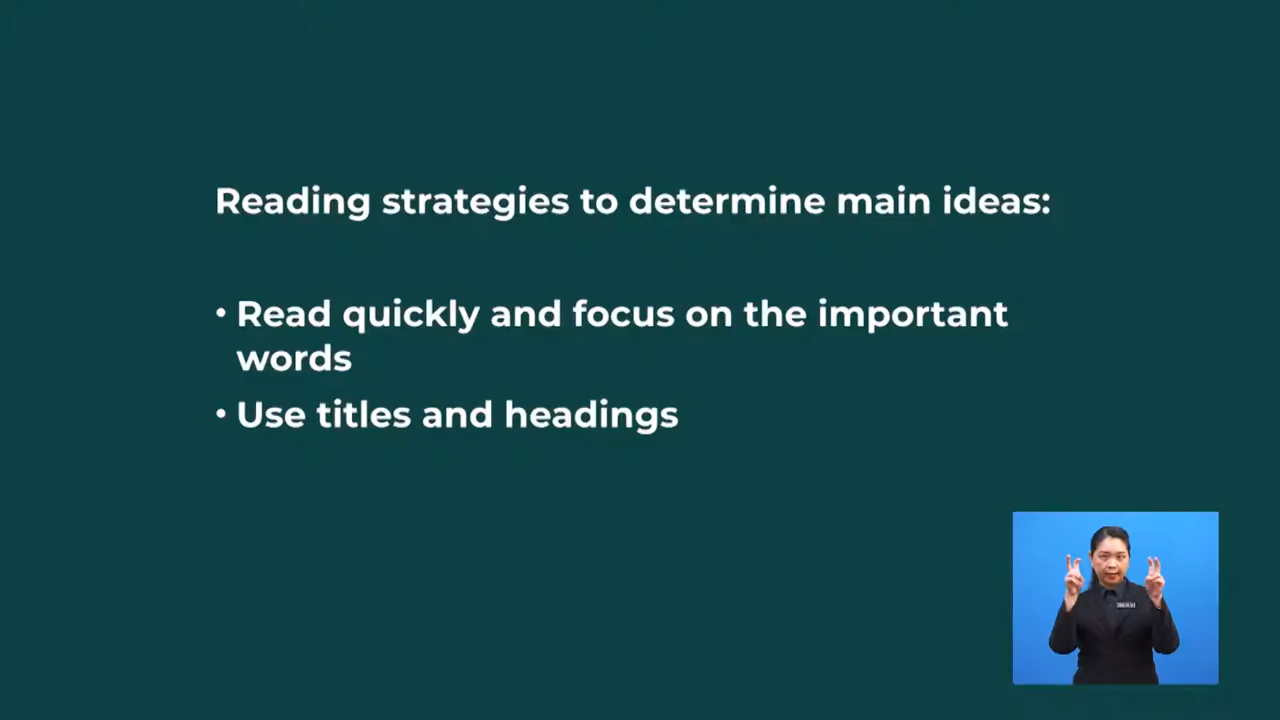 Reading strategies to determine main ideas:
• Read quickly and focus on the important
words
• Use titles and headings